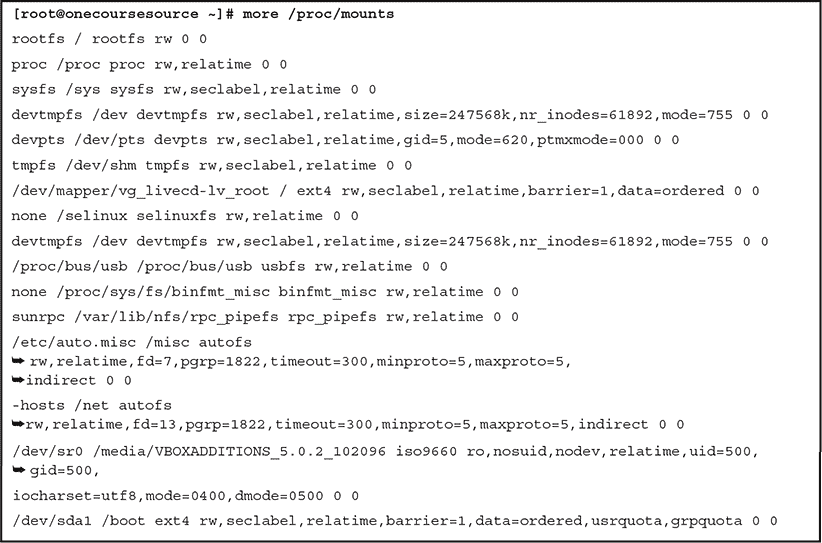 [root@onecoursesource ~]# more /proc/mounts
rootfs / rootfs rw 0 0
proc /proc proc rw,relatime 0 0
sysfs /sys sysfs rw,seclabel,relatime 0 0
devtmpfs /dev devtmpfs rw,seclabel,relatime,size=247568k,nr_inodes=61892,mode=755 0 0
devpts /dev/pts devpts rw,seclabel,relatime,gid=5,mode=620,ptmxmode=000 0 0
tmpfs /dev/shm tmpfs rw,seclabel,relatime 0 0
/dev/mapper/vg_livecd-lv_root / ext4 rw,seclabel,relatime,barrier=1,data=ordered 0 0
none /selinux selinuxfs rw,relatime 0 0
devtmpfs /dev devtmpfs rw,seclabel,relatime,size=247568k,nr_inodes=61892,mode=755 0 0
/proc/bus/usb /proc/bus/usb usbfs rw,relatime 0 0
none /proc/sys/fs/binfmt_misc binfmt_misc rw,relatime 0 0
sunrpc /var/lib/nfs/rpc_pipefs rpc_pipefs rw,relatime 0 0
/etc/auto.misc /misc autofs
➥ rw,relatime,fd=7,pgrp=1822,timeout=300,minproto=5,maxproto=5,
➥indirect 0 0
-hosts /net autofs
➥rw,relatime,fd=13,pgrp=1822,timeout=300,minproto=5,maxproto=5,indirect 0 0
/dev/sr0 /media/VBOXADDITIONS_5.0.2_102096 iso9660 ro,nosuid,nodev,relatime,uid=500,
➥ gid=500,
iocharset=utf8,mode=0400,dmode=0500 0 0
/dev/sda1 /boot ext4 rw,seclabel,relatime,barrier=1,data=ordered,usrquota,grpquota 0 0